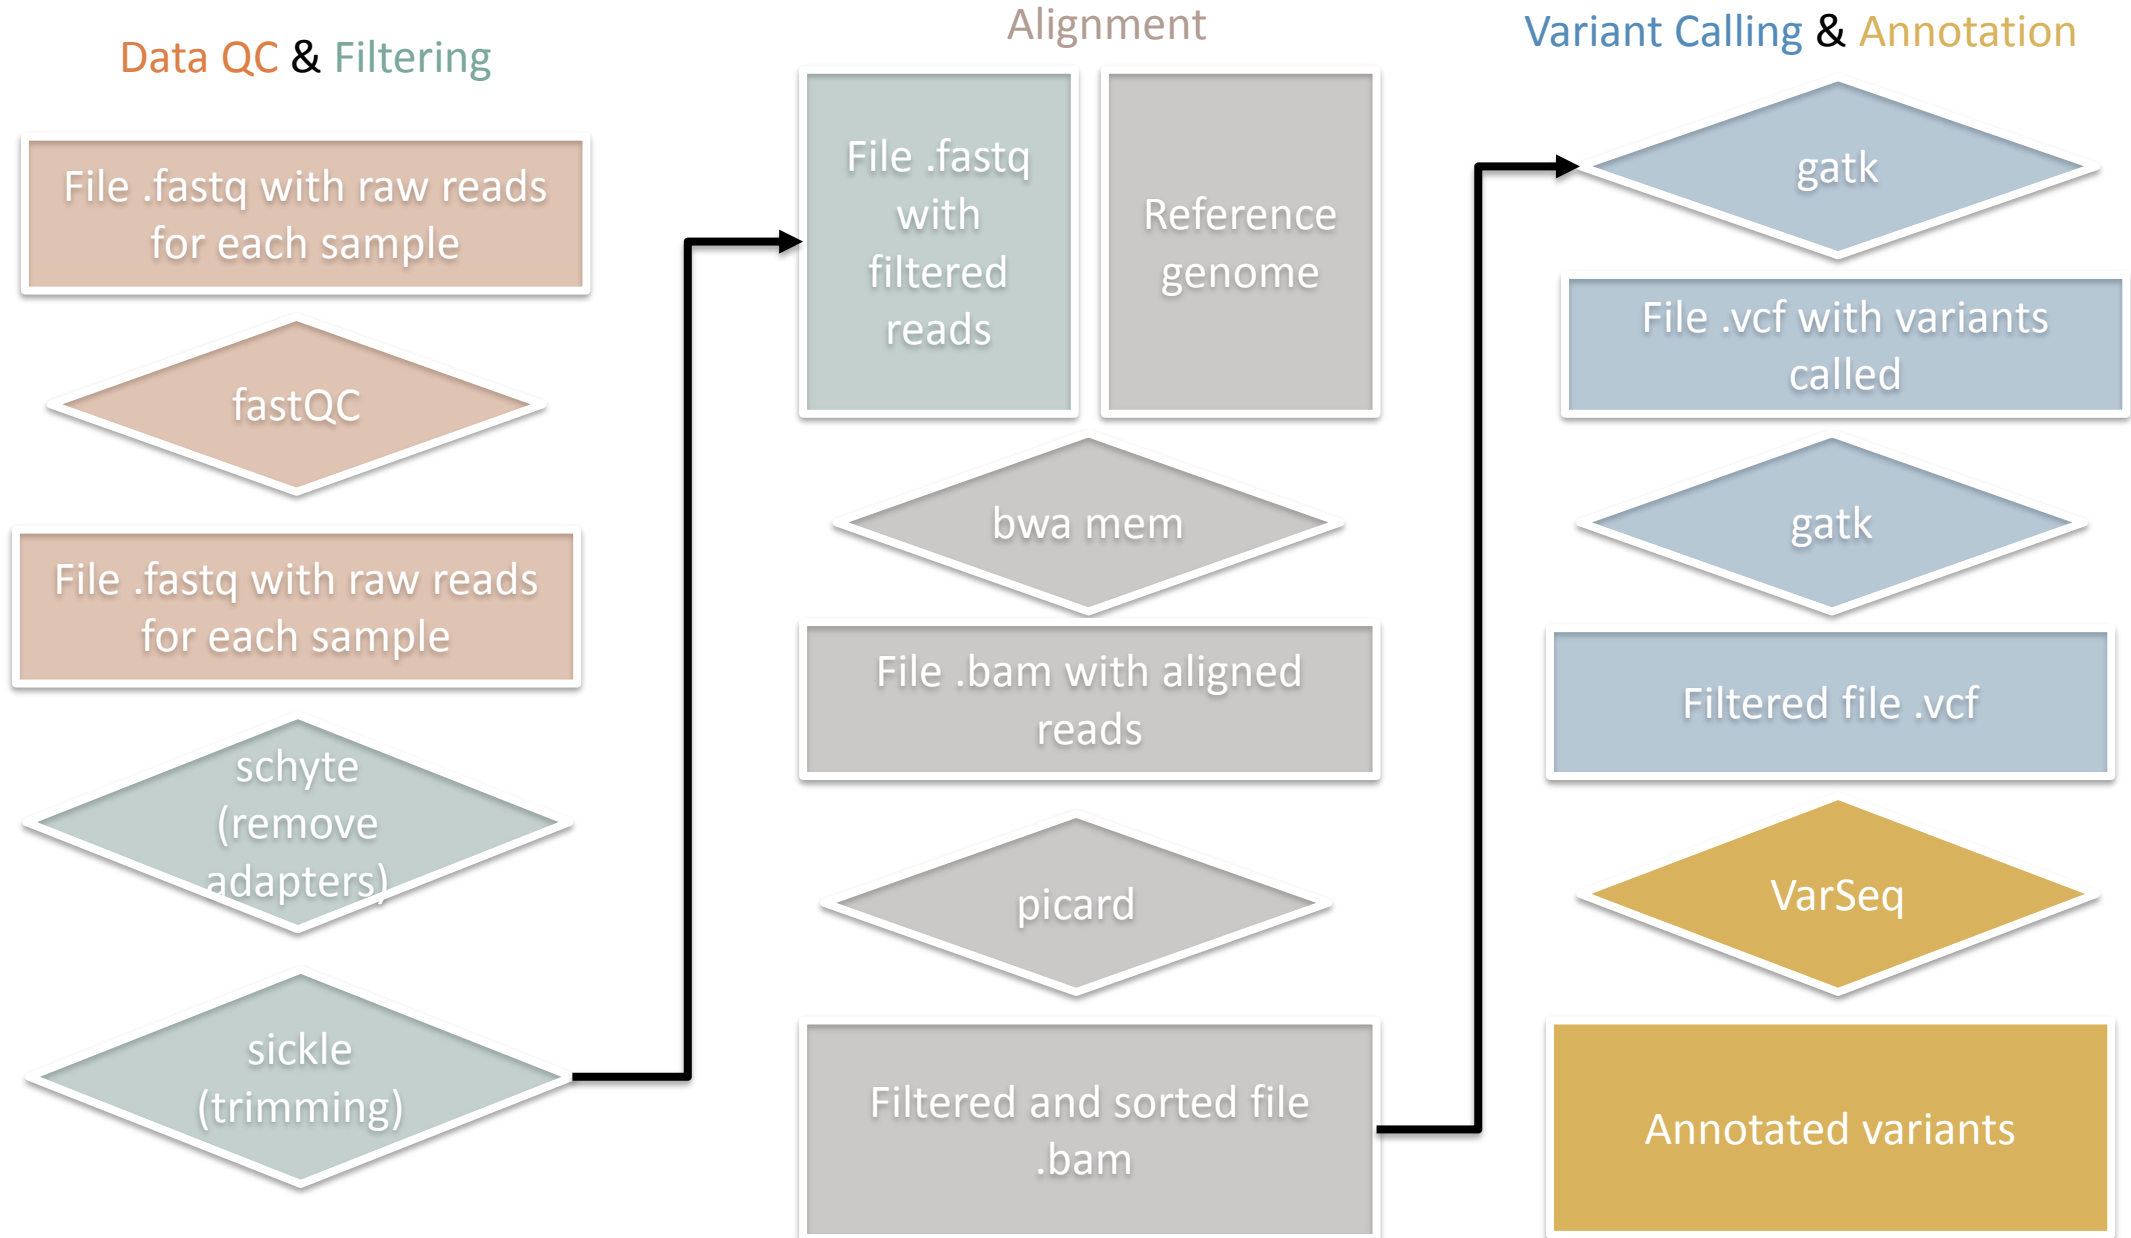 Data QC & Filtering
File .fastq with raw reads
for each sample
fastQC
File .fastq with raw reads
for each sample
schyte
(remove
adapters)
sickle
(trimming)
Alignment
File .fastq
with
filtered
reads
Reference
genome
bwa mem
File .bam with aligned
reads
picard
Filtered and sorted file
.bam
Variant Calling & Annotation
gatk
File .vcf with variants
called
gatk
Filtered file .vcf
VarSeq
Annotated variants